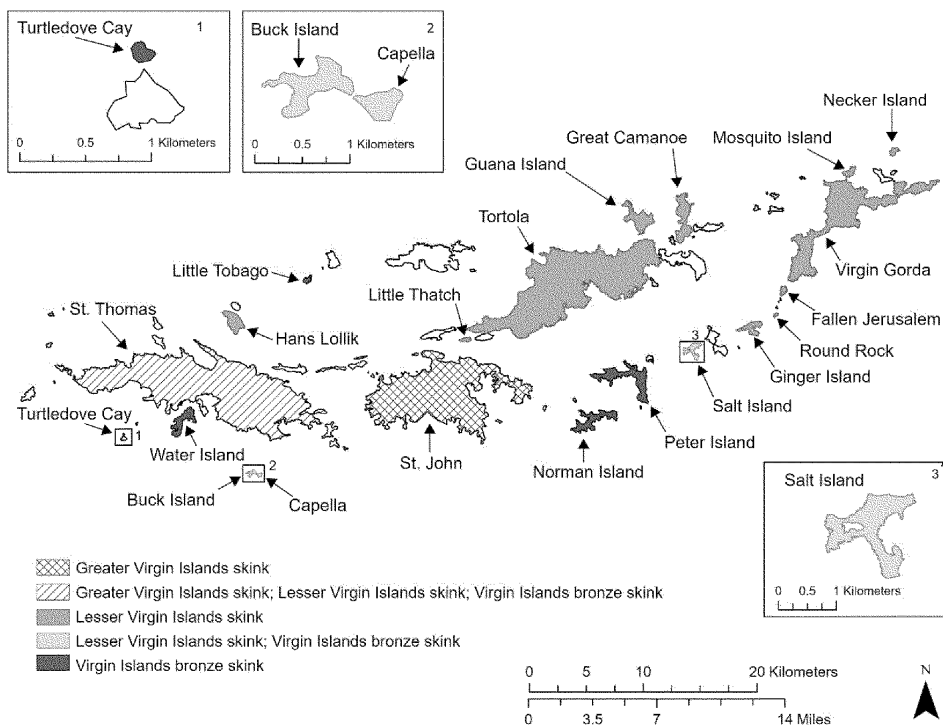 Turtledove Cay
1
0 0.5 1 Kilometers
2
Buck Island
Capella
0 0.5 1 Kilometers
Necker Island
Mosquito Island
Great Camanoe
Guana Island
Tortola
Virgin Gorda
Little Tobago
Little Thatch
St. Thomas
Hans Lollik
Fallen Jerusalem
Round Rock
Ginger Island
3
Salt Island
Turtledove Cay
1
Water Island
St. John
Norman Island
Peter Island
2
Buck Island
Capella
Salt Island
3
0 0.5 1 Kilometers
Greater Virgin Islands skink
Greater Virgin Islands skink; Lesser Virgin Islands skink; Virgin Islands bronze skink
Lesser Virgin Islands skink
Lesser Virgin Islands skink; Virgin Islands bronze skink
Virgin Islands bronze skink
0 5 10 20 Kilometers
0 3.5 7 14 Miles
N